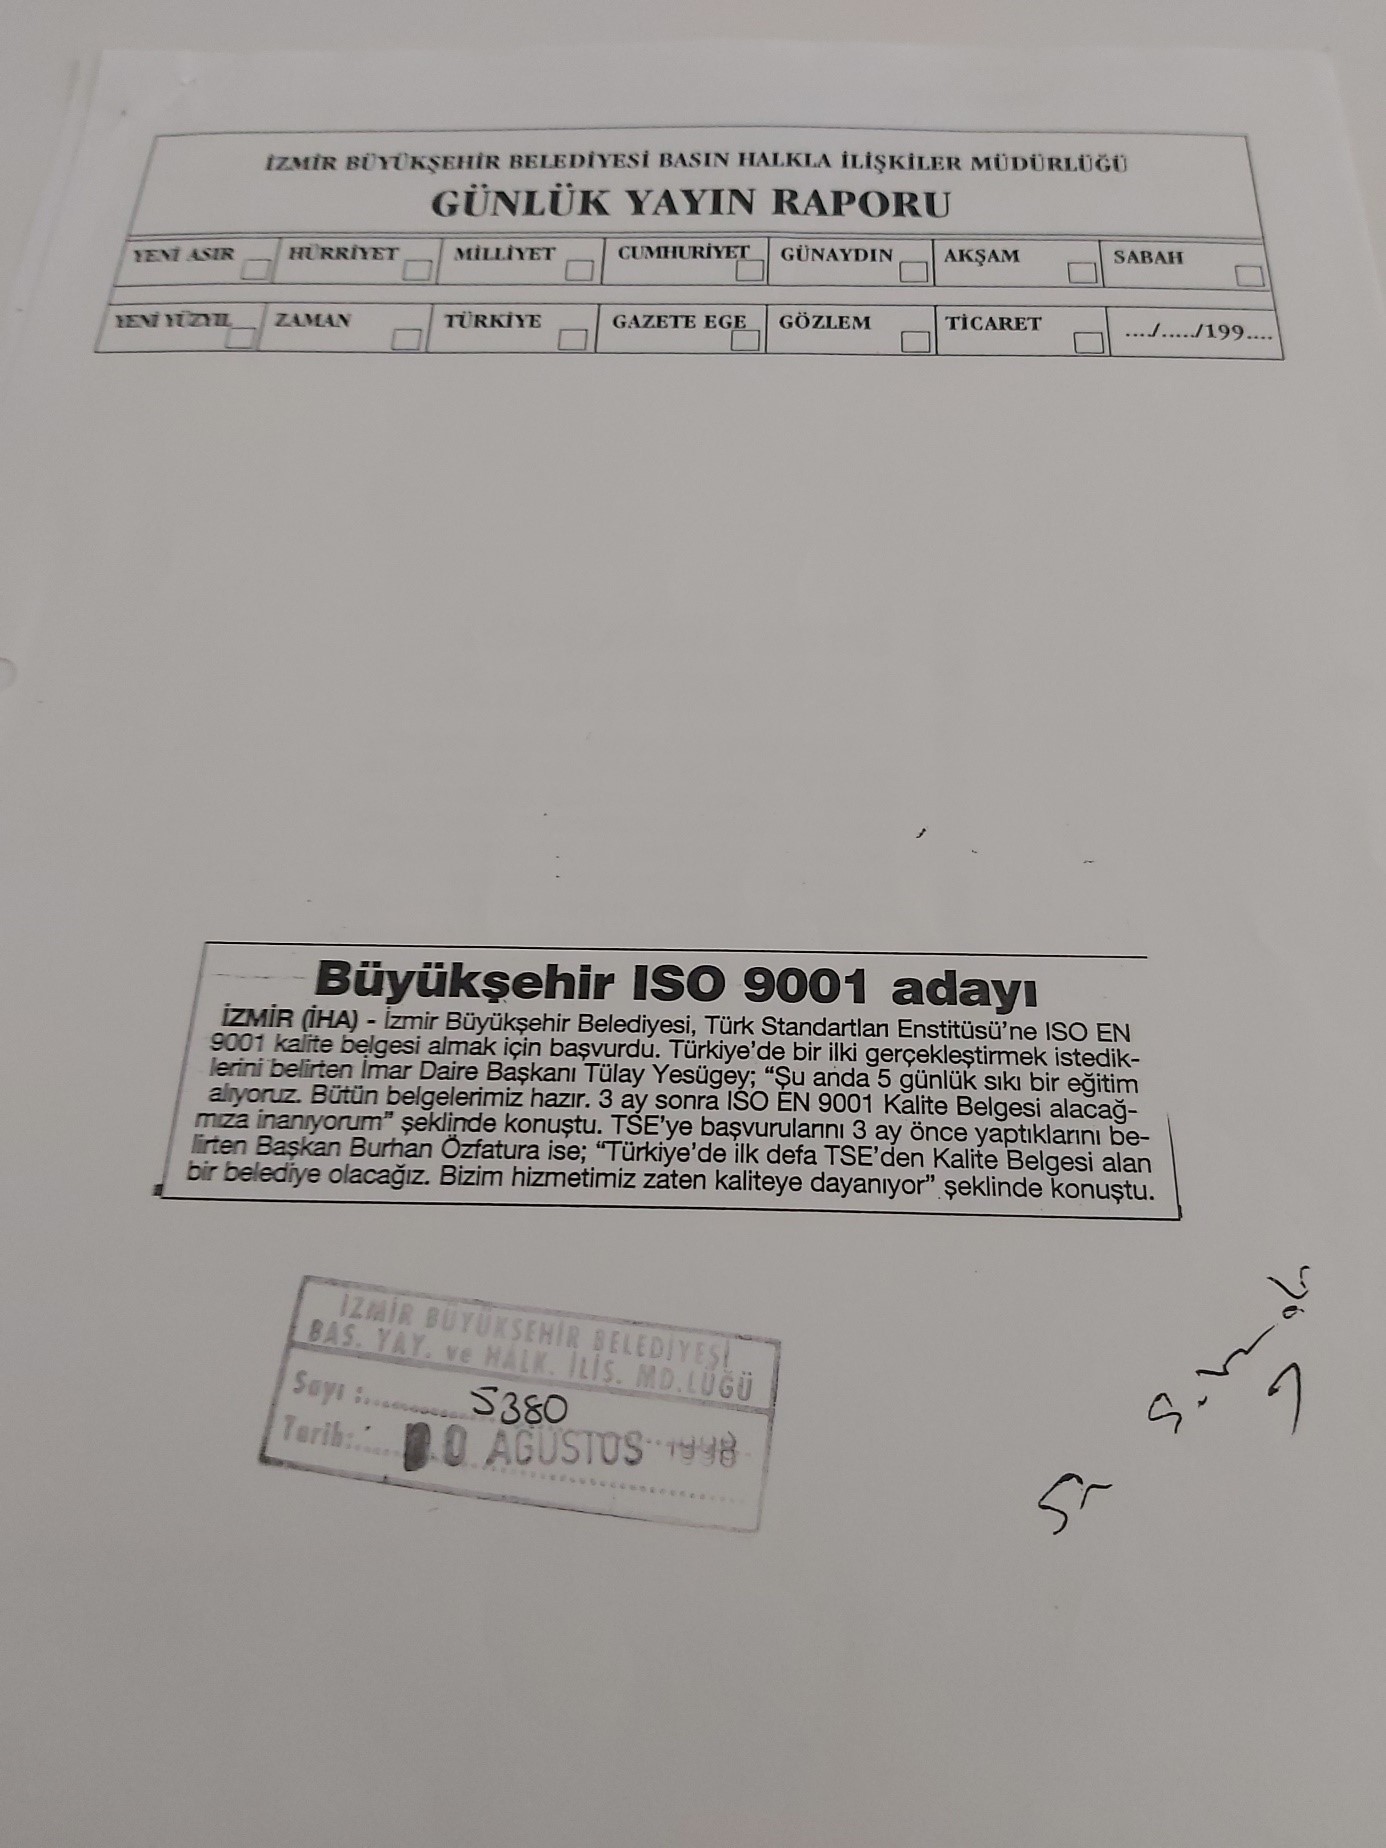 İZMİR BÜYÜKŞEHİR BELEDİYESİ BASIN HALKLA İLİŞKİLER MÜDÜRLÜĞÜ
GÜNLÜK YAYIN RAPORU
YENİ ASIR HÜRRİYET MİLLİYET CUMHURİYET GÜNAYDIN AKŞAM SABAH
YENİ YÜZYIL ZAMAN TÜRKİYE GAZETE EGE GÖZLEM TİCARET ..../...../199....
Büyükşehir ISO 9001 adayı
İZMİR (İHA) - İzmir Büyükşehir Belediyesi, Türk Standartları Enstitüsü'ne ISO EN
9001 kalite belgesi almak için başvurdu. Türkiye'de bir ilki gerçekleştirmek istedik-
lerini belirten İmar Daire Başkanı Tülay Yesügey; “Şu anda 5 günlük sıkı bir eğitim
alıyoruz. Bütün belgelerimiz hazır. 3 ay sonra ISO EN 9001 Kalite Belgesi alacağ-
mıza inanıyorum” şeklinde konuştu. TSE'ye başvurularını 3 ay önce yaptıklarını be-
lirten Başkan Burhan Özfatura ise; “Türkiye'de ilk defa TSE'den Kalite Belgesi alan
bir belediye olacağız. Bizim hizmetimiz zaten kaliteye dayanıyor” şeklinde konuştu.
İZMİR BÜYÜKŞEHİR BELEDİYESİ
BAS. YAY. ve HALK. İLİŞ. MD.LÜĞÜ
Sayı :........ 5380
Tarih: 0 AĞUSTOS 1998